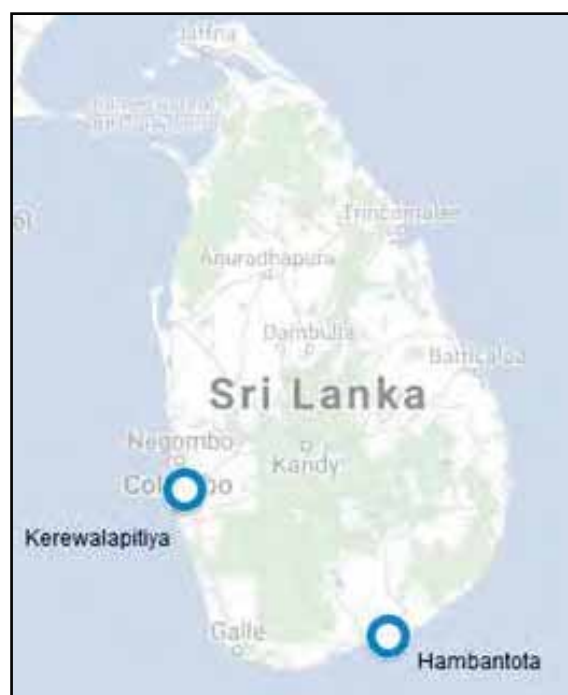 Jaffna
Trincomalee
Anuradhapura
Dambulla
Batticaloa
Sri Lanka
Negombo
Kandy
Kerewalapitiya
Galle
Hambantota